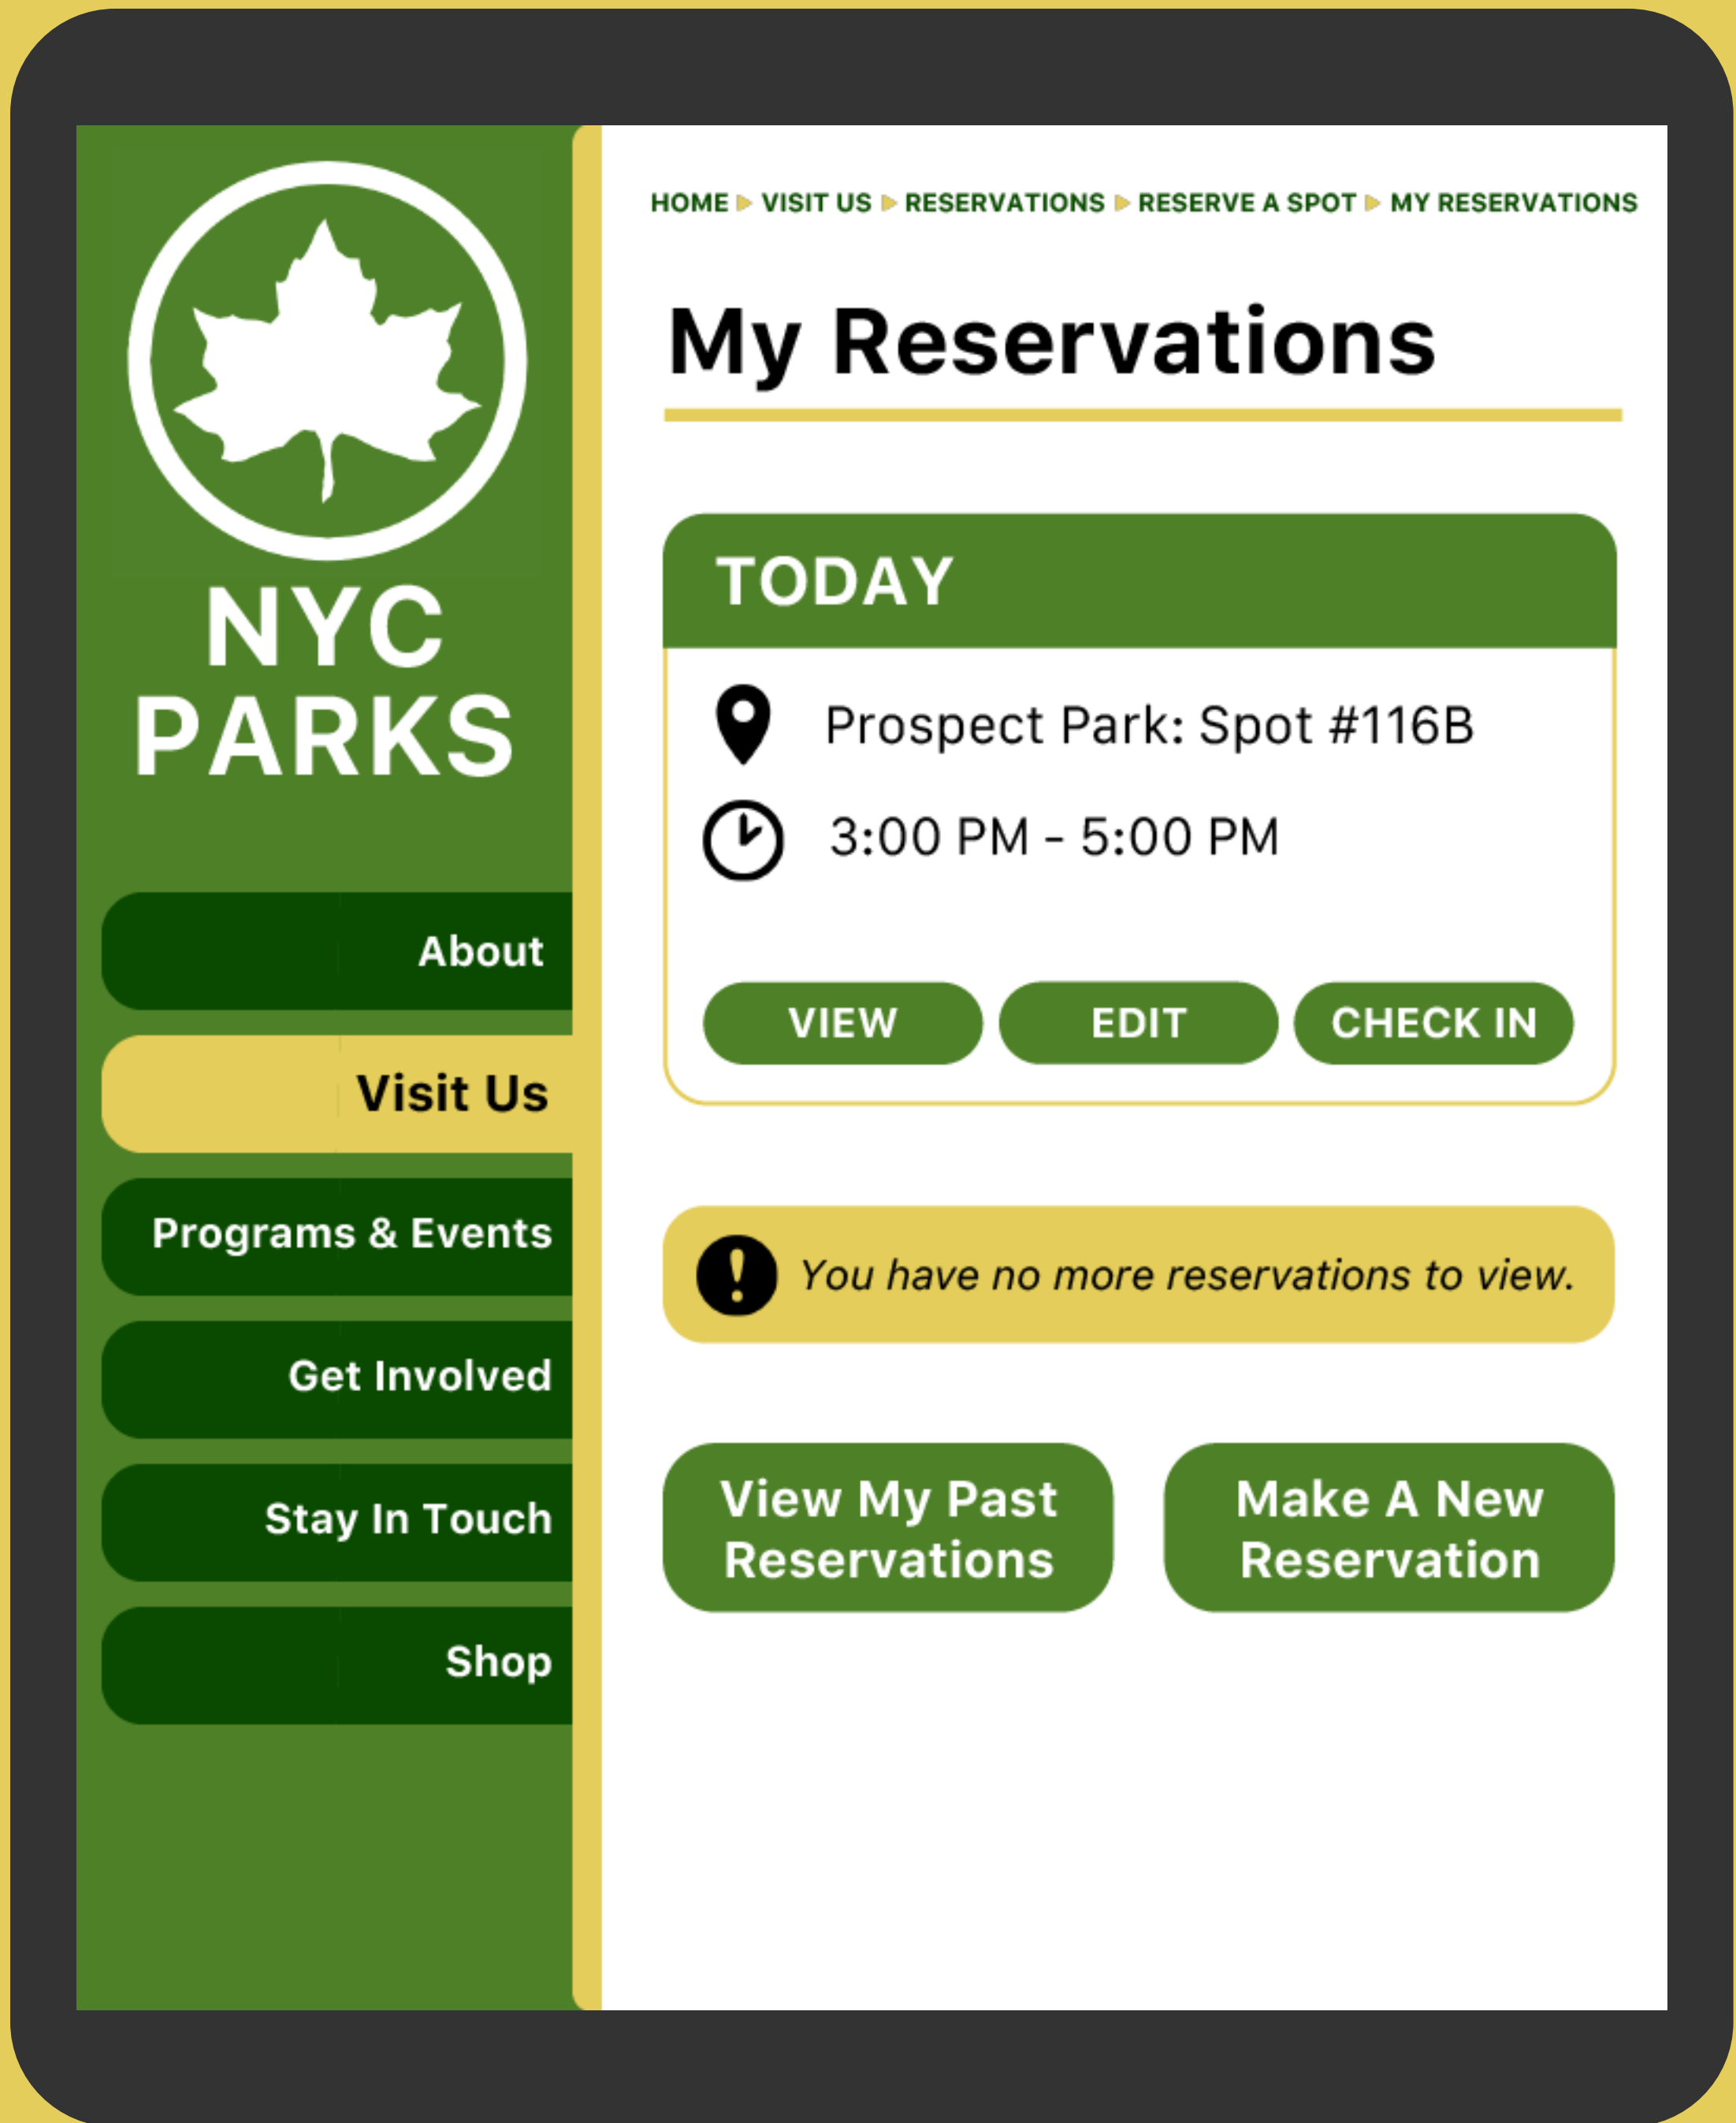 NYC
PARKS
About
Visit Us
Programs & Events
Get Involved
Stay In Touch
Shop
HOME VISIT US RESERVATIONS RESERVE A SPOT MY RESERVATIONS
My Reservations
TODAY
Prospect Park: Spot #116B
3:00 PM - 5:00 PM
VIEW EDIT CHECK IN
You have no more reservations to view.
View My Past
Reservations
Make A New
Reservation